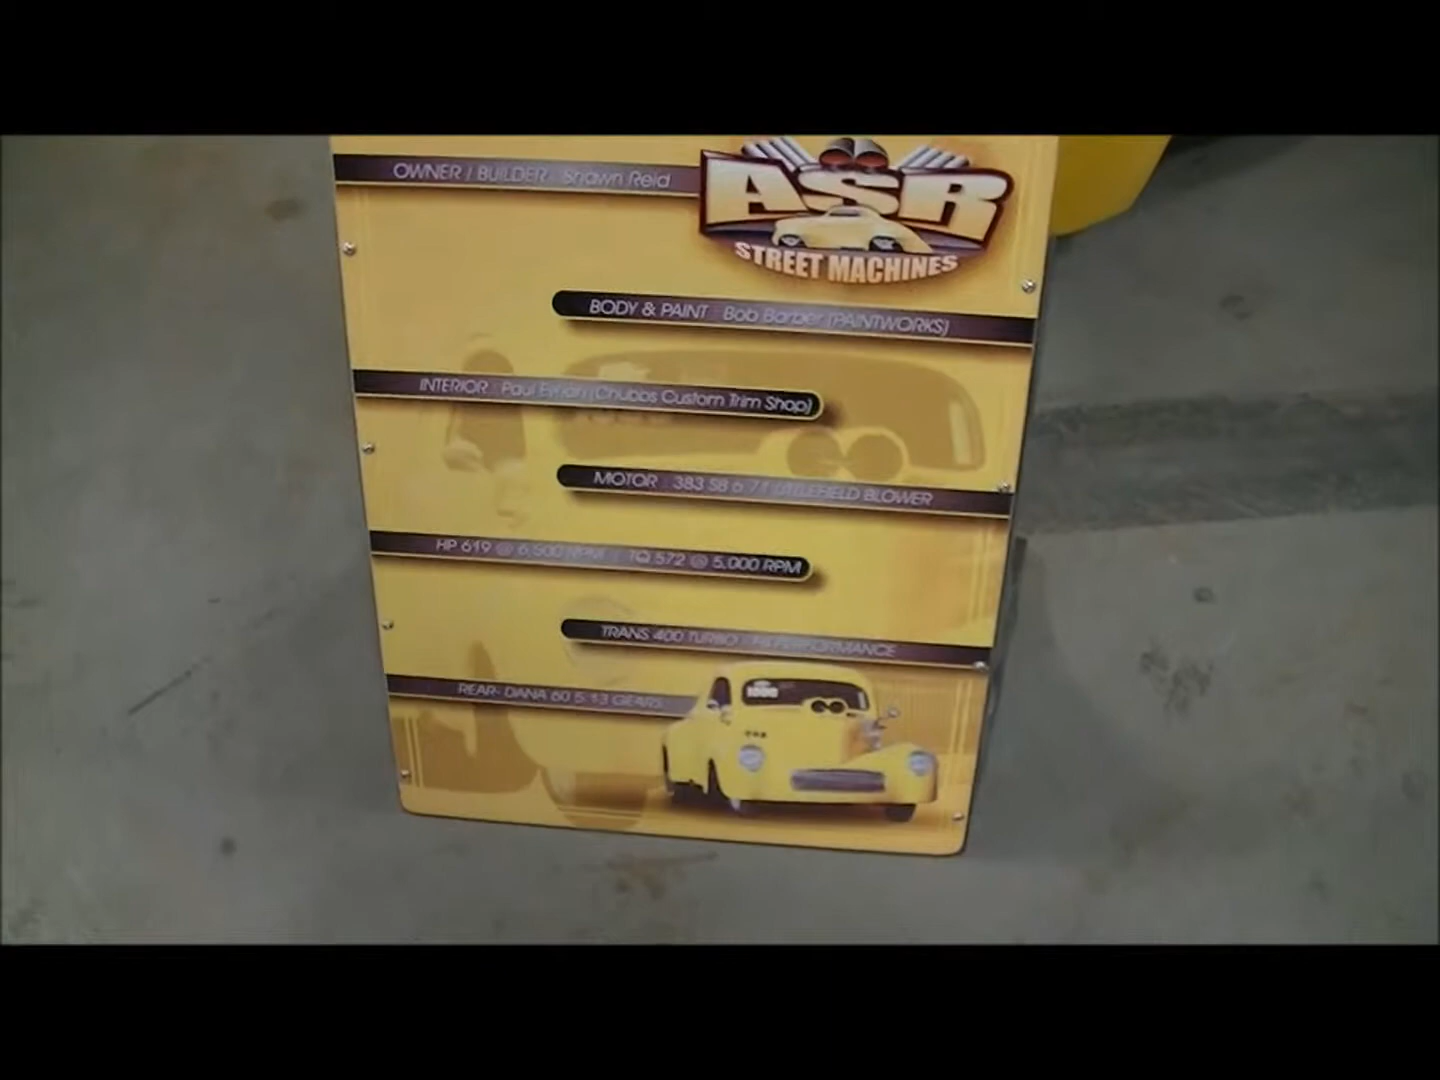 OWNER / BUILDER Shawn Reid
ASR
STREET MACHINES
BODY & PAINT Bob Barber (PAINTWORKS)
INTERIOR Paul (Chubbs Custom Trim Shop)
MOTOR 383 SB 6 71 LITTLEFIELD BLOWER
HP 619 @ 6,500 RPM TQ 572 @ 5,000 RPM
TRANS 400 TURBO PERFORMANCE
REAR- DANA 60 5 13 GEARS